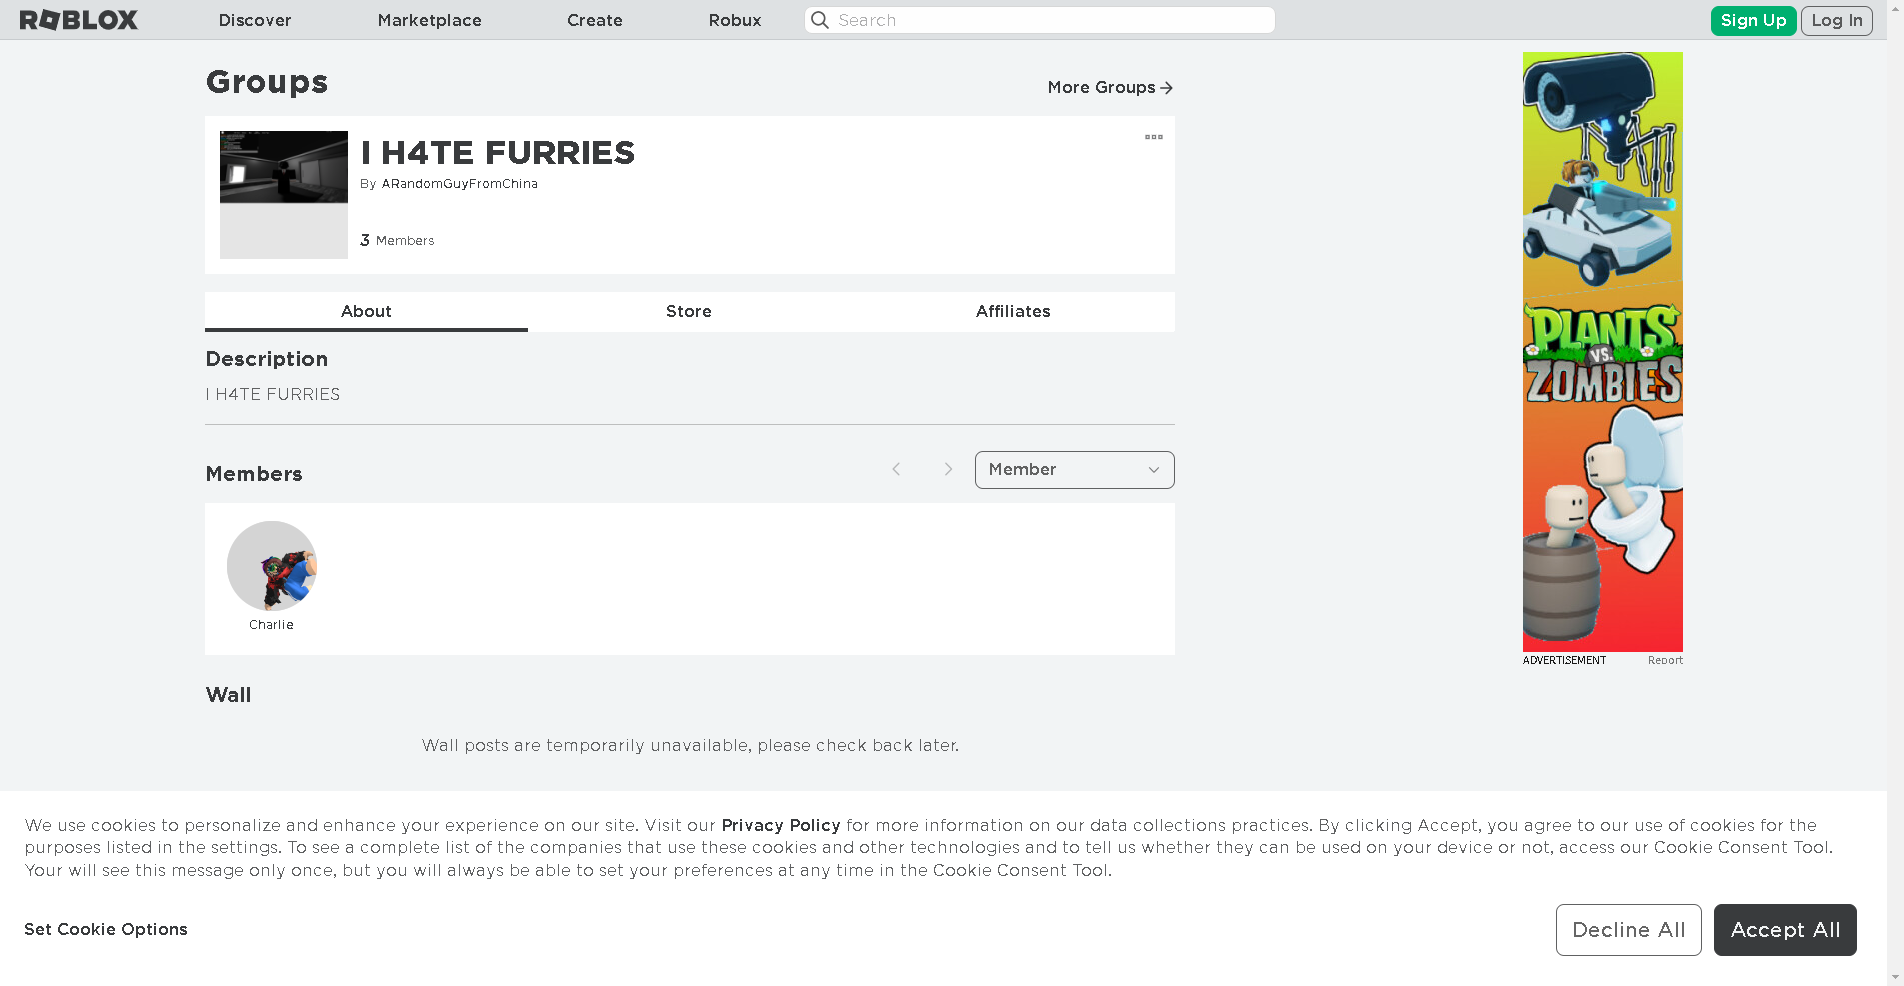 ROBLOX
Discover
Marketplace
Create
Robux
Search
Sign Up
Log In
Groups
More Groups
I H4TE FURRIES
By ARandomGuyFromChina
3 Members
About
Store
Affiliates
Description
I H4TE FURRIES
Members
Member
Charlie
Wall
Wall posts are temporarily unavailable, please check back later.
PLANTS
VS.
ZOMBIES
ADVERTISEMENT
Report
We use cookies to personalize and enhance your experience on our site. Visit our Privacy Policy for more information on our data collections practices. By clicking Accept, you agree to our use of cookies for the
purposes listed in the settings. To see a complete list of the companies that use these cookies and other technologies and to tell us whether they can be used on your device or not, access our Cookie Consent Tool.
Your will see this message only once, but you will always be able to set your preferences at any time in the Cookie Consent Tool.
Set Cookie Options
Decline All
Accept All